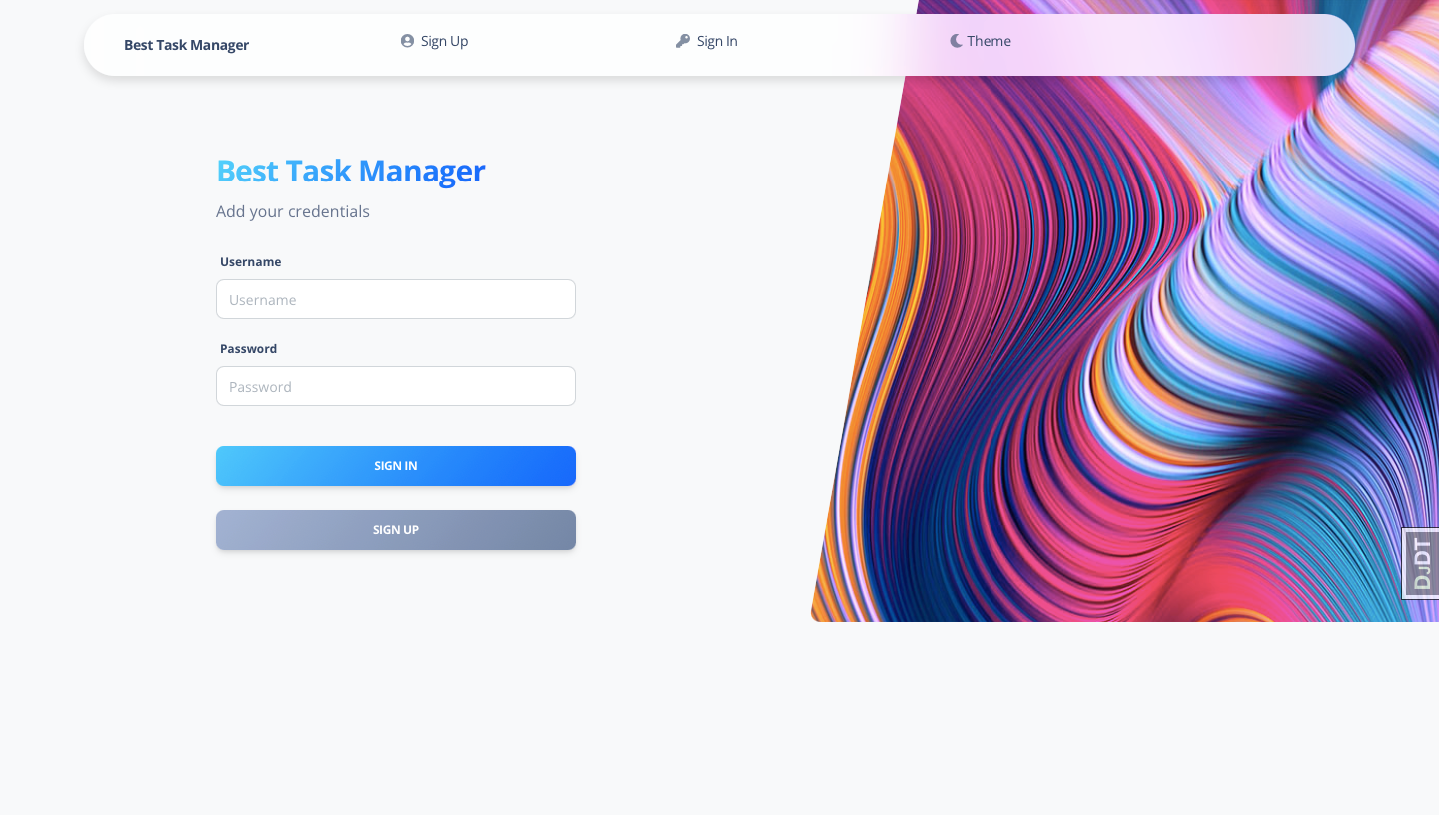 Best Task Manager
Sign Up
Sign In
Theme
Best Task Manager
Add your credentials
Username
Username
Password
Password
SIGN IN
SIGN UP
DJDT